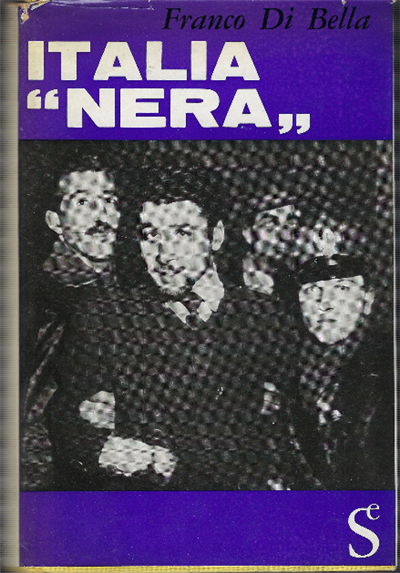 Franco Di Bella
ITALIA
“NERA„
Se